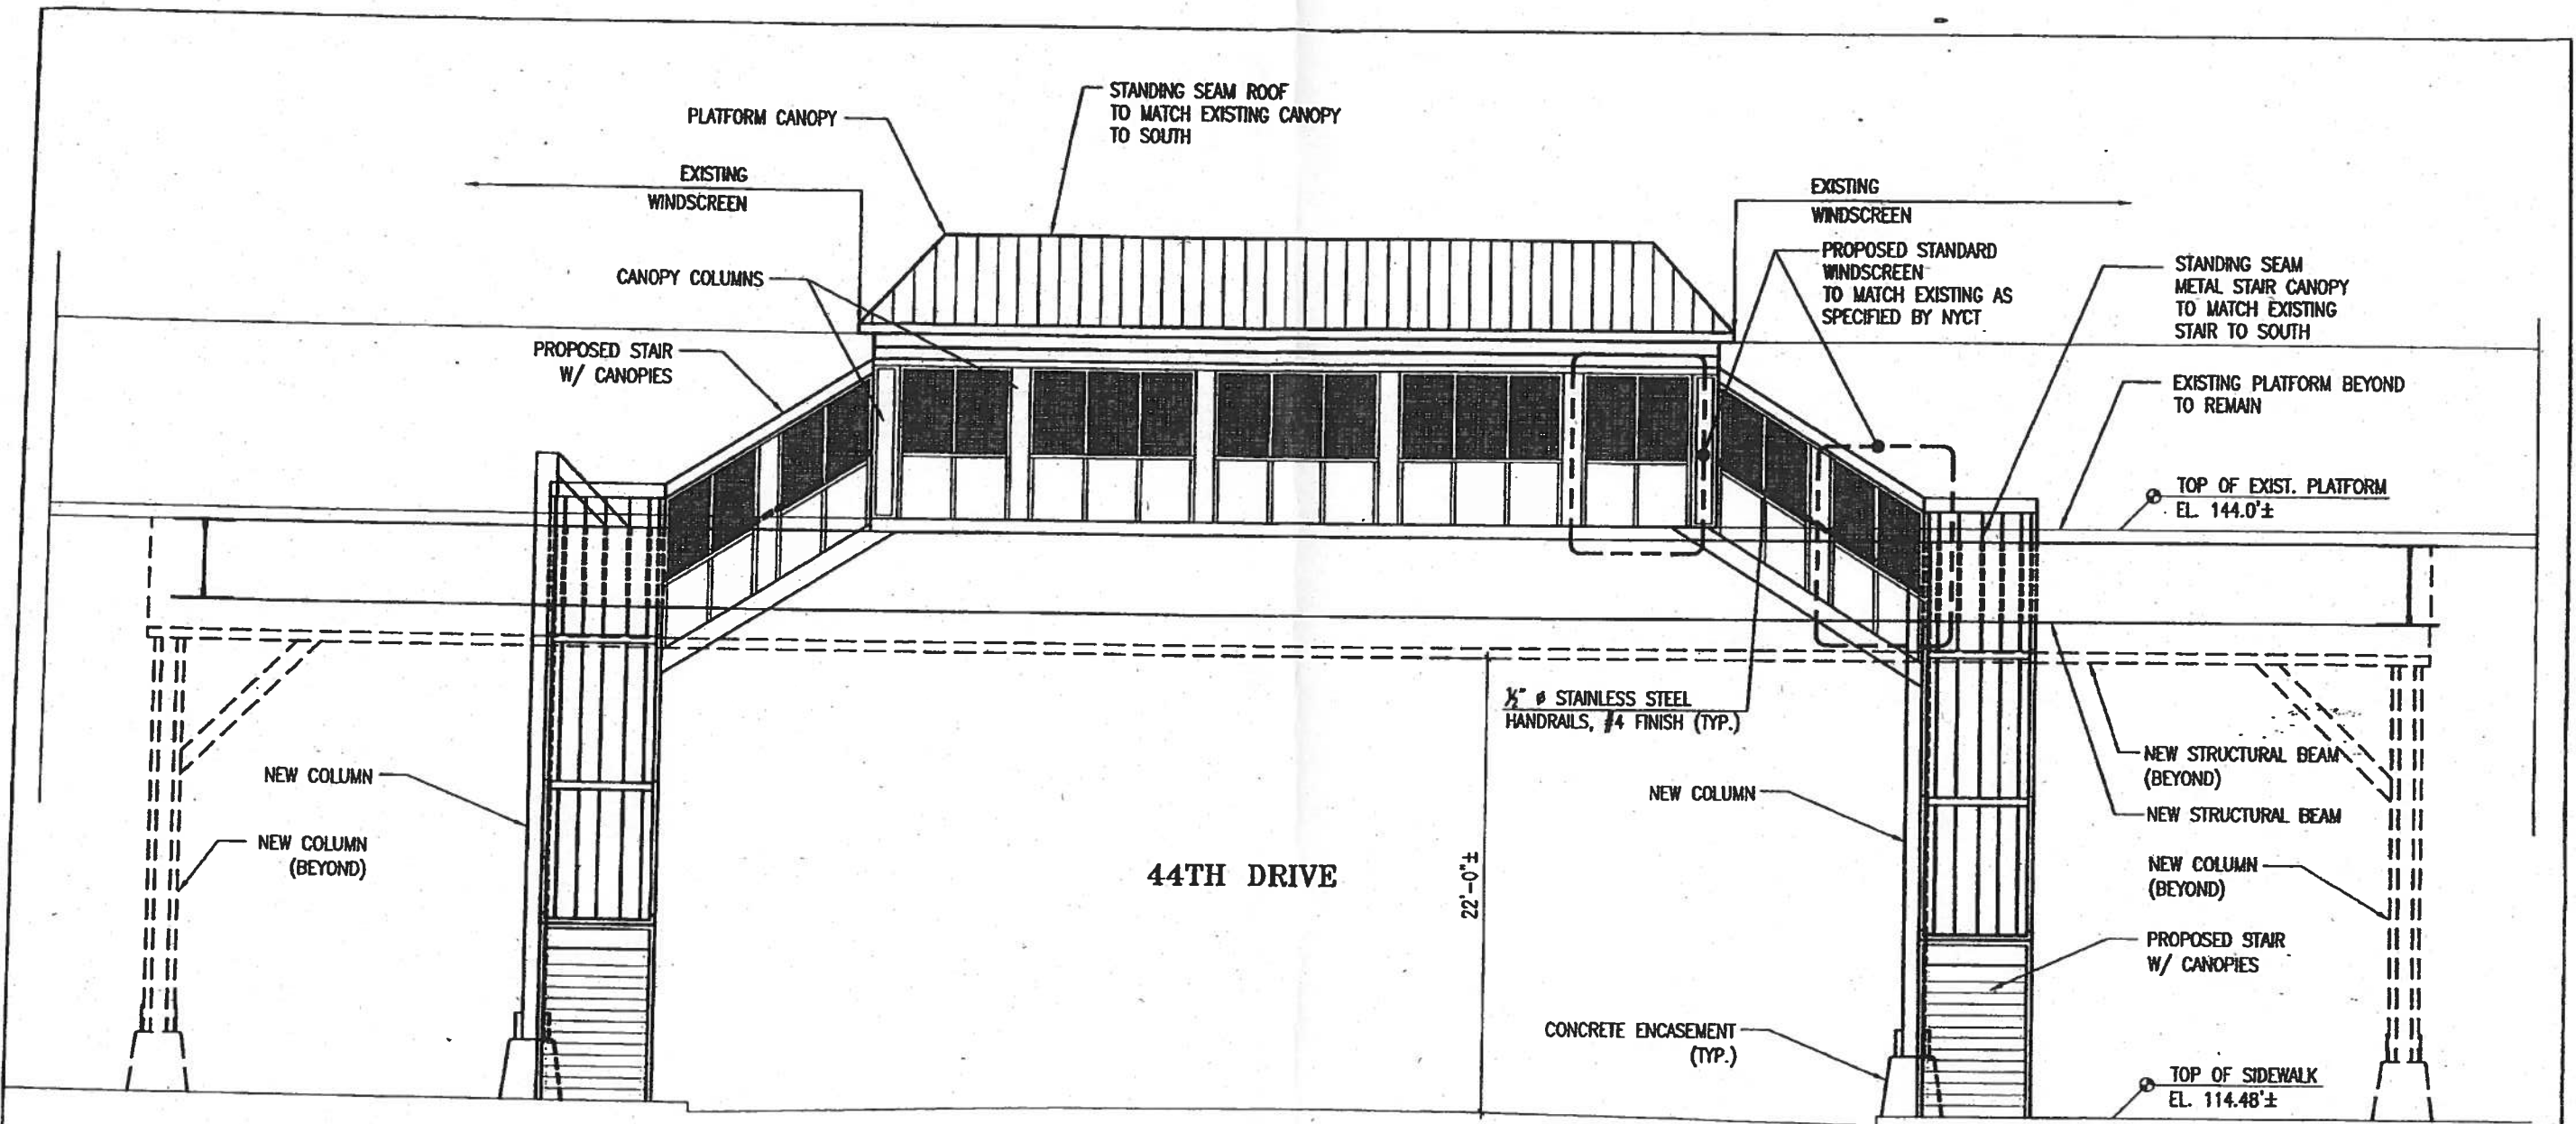 STANDING SEAM ROOF
TO MATCH EXISTING CANOPY
TO SOUTH
PLATFORM CANOPY
EXISTING
WINDSCREEN
EXISTING
WINDSCREEN
PROPOSED STANDARD
WINDSCREEN
TO MATCH EXISTING AS
SPECIFIED BY NYCT
STANDING SEAM
METAL STAIR CANOPY
TO MATCH EXISTING
STAIR TO SOUTH
CANOPY COLUMNS
PROPOSED STAIR
W/ CANOPIES
EXISTING PLATFORM BEYOND
TO REMAIN
TOP OF EXIST. PLATFORM
EL. 144.0'±
½" ø STAINLESS STEEL
HANDRAILS, #4 FINISH (TYP.)
NEW COLUMN
NEW COLUMN
(BEYOND)
44TH DRIVE
22'-0"±
NEW COLUMN
NEW STRUCTURAL BEAM
(BEYOND)
NEW STRUCTURAL BEAM
NEW COLUMN
(BEYOND)
PROPOSED STAIR
W/ CANOPIES
CONCRETE ENCASEMENT
(TYP.)
TOP OF SIDEWALK
EL. 114.48'±